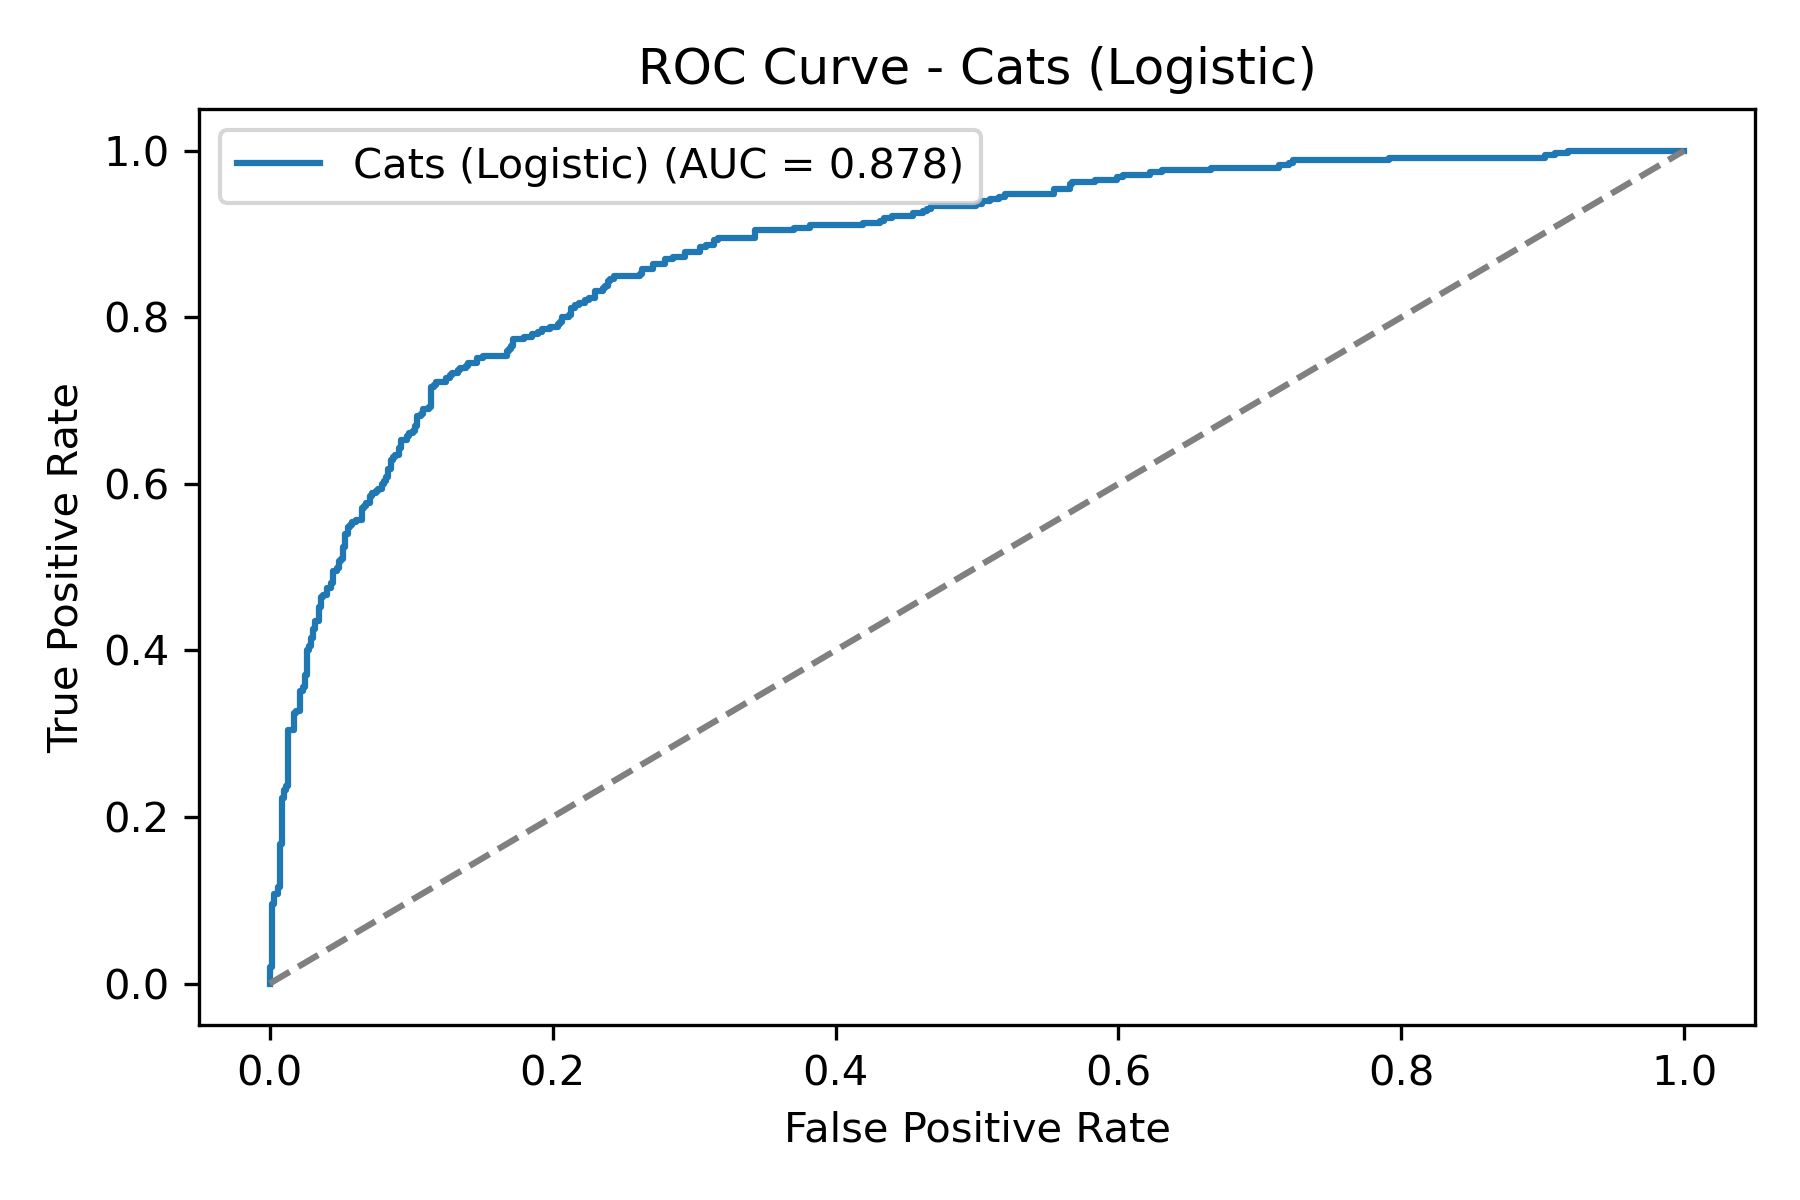 ROC Curve - Cats (Logistic)
Cats (Logistic) (AUC = 0.878)
True Positive Rate
1.0
0.8
0.6
0.4
0.2
0.0
0.0 0.2 0.4 0.6 0.8 1.0
False Positive Rate